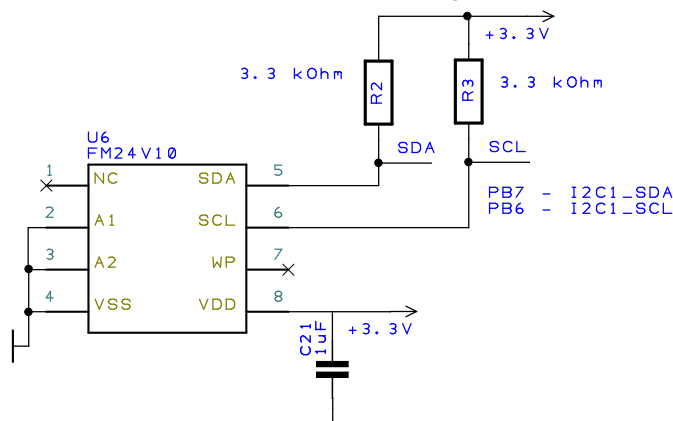 +3.3V
3.3 kOhm
R2
R3
3.3 kOhm
U6
FM24V10
SDA
SCL
1
NC
SDA
5
PB7 - I2C1_SDA
PB6 - I2C1_SCL
2
A1
SCL
6
3
A2
WP
7
4
VSS
VDD
8
C21
1uF
+3.3V